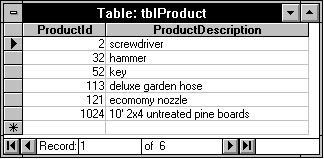 Table: tblProduct
ProductId ProductDescription
2 screwdriver
32 hammer
52 key
113 deluxe garden hose
121 ecomomy nozzle
1024 10' 2x4 untreated pine boards
Record: 1 of 6